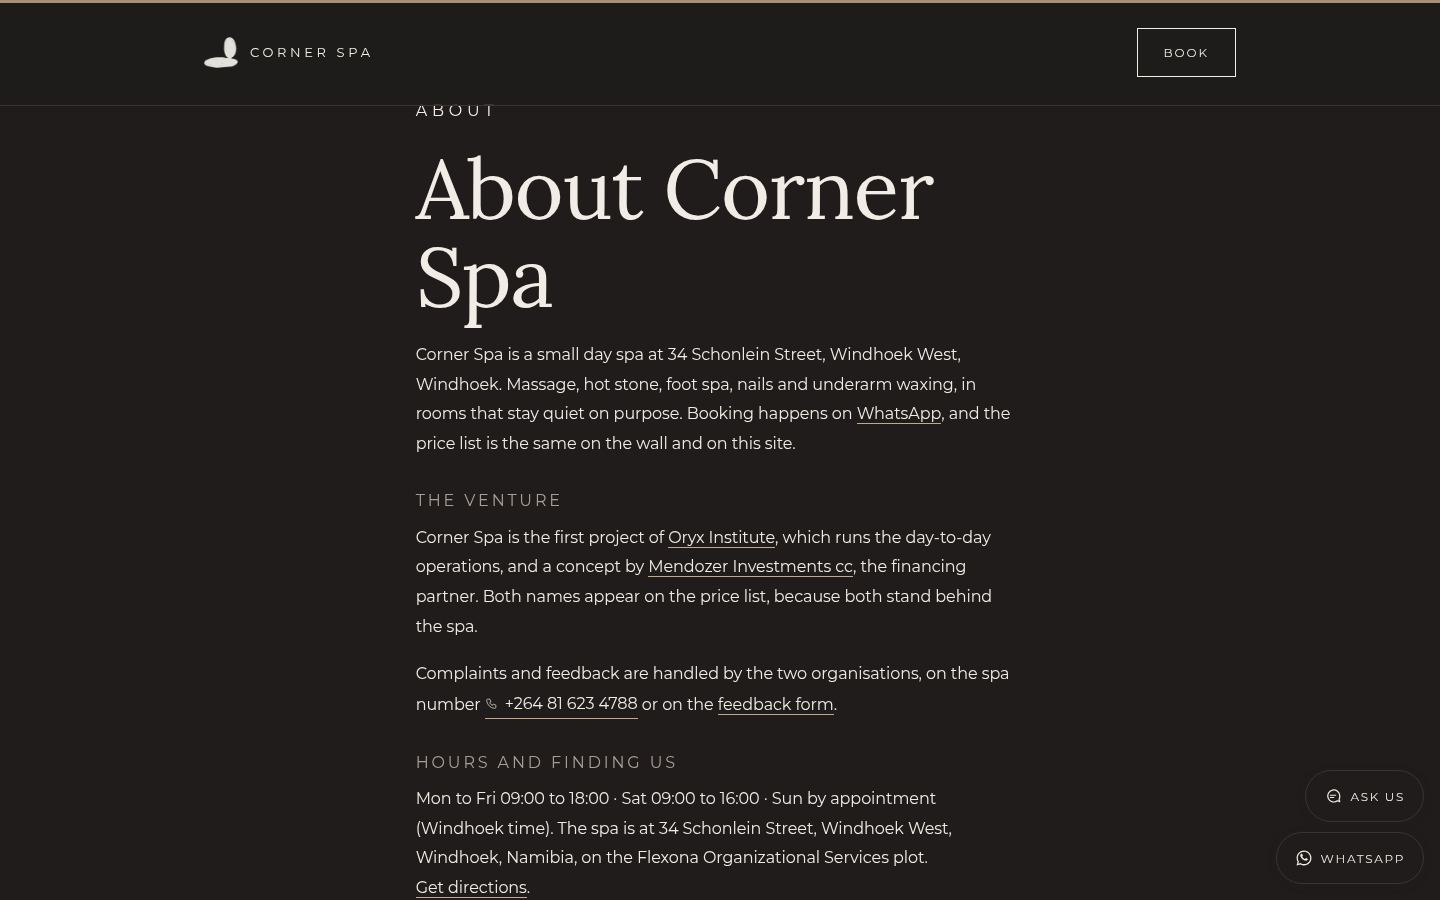 CORNER SPA
BOOK
ABOUT
About Corner
Spa
Corner Spa is a small day spa at 34 Schonlein Street, Windhoek West,
Windhoek. Massage, hot stone, foot spa, nails and underarm waxing, in
rooms that stay quiet on purpose. Booking happens on WhatsApp, and the
price list is the same on the wall and on this site.
THE VENTURE
Corner Spa is the first project of Oryx Institute, which runs the day-to-day
operations, and a concept by Mendozer Investments cc, the financing
partner. Both names appear on the price list, because both stand behind
the spa.
Complaints and feedback are handled by the two organisations, on the spa
number +264 81 623 4788 or on the feedback form.
HOURS AND FINDING US
Mon to Fri 09:00 to 18:00 · Sat 09:00 to 16:00 · Sun by appointment
(Windhoek time). The spa is at 34 Schonlein Street, Windhoek West,
Windhoek, Namibia, on the Flexona Organizational Services plot.
Get directions.
ASK US
WHATSAPP